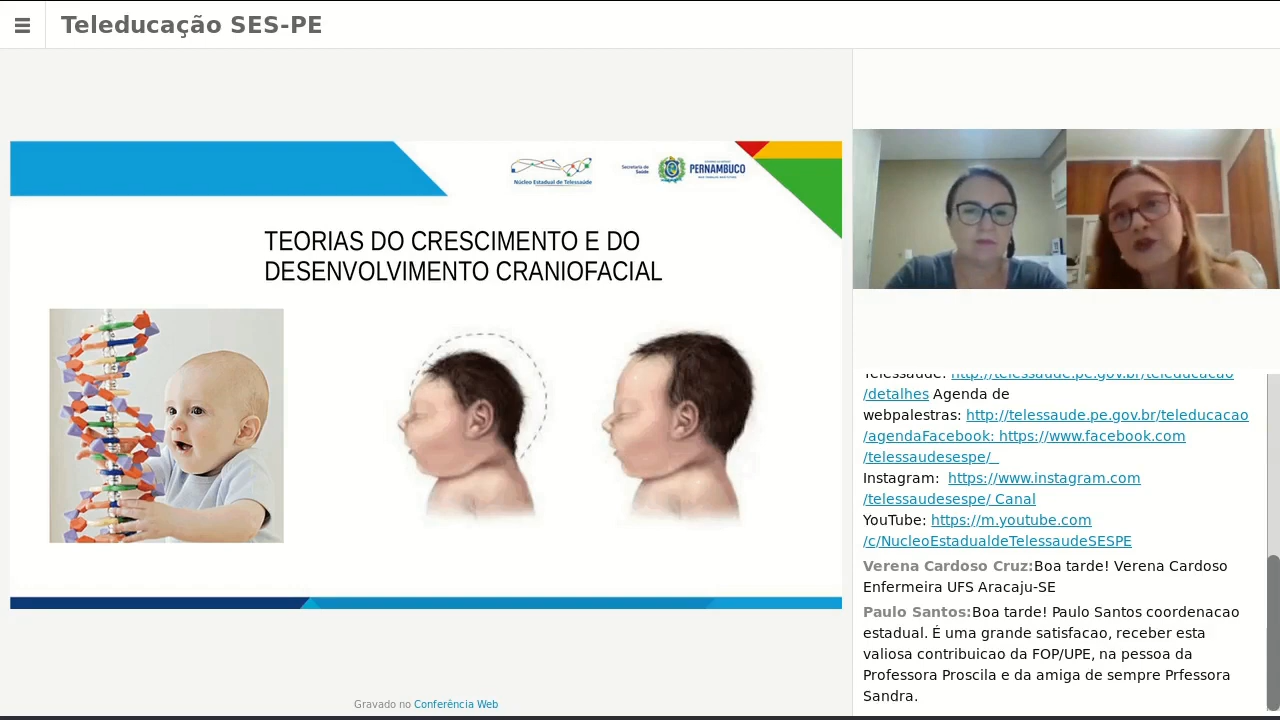 Teleducação SES-PE
Núcleo Estadual de Telessaúde
Secretaria de
Saúde
PERNAMBUCO
TEORIAS DO CRESCIMENTO E DO
DESENVOLVIMENTO CRANIOFACIAL
Gravado no Conferência Web
Telessaude: http://telessaude.pe.gov.br/teleducacao
/detalhes Agenda de
webpalestras: http://telessaude.pe.gov.br/teleducacao
/agendaFacebook: https://www.facebook.com
/telessaudesespe/_
Instagram: https://www.instagram.com
/telessaudesespe/ Canal
YouTube: https://m.youtube.com
/c/NucleoEstadualdeTelessaudeSESPE
Verena Cardoso Cruz:Boa tarde! Verena Cardoso
Enfermeira UFS Aracaju-SE
Paulo Santos:Boa tarde! Paulo Santos coordenacao
estadual. É uma grande satisfacao, receber esta
valiosa contribuicao da FOP/UPE, na pessoa da
Professora Proscila e da amiga de sempre Prfessora
Sandra.